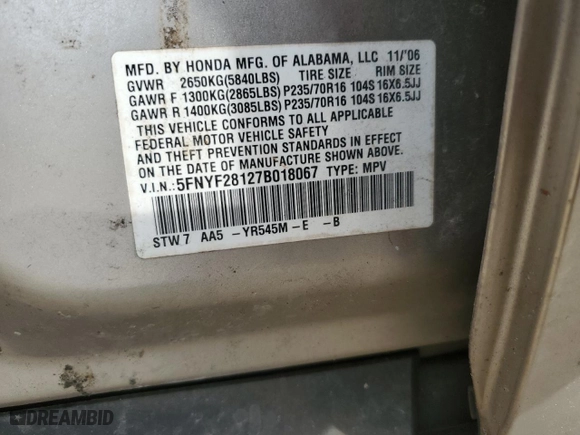 MFD. BY HONDA MFG. OF ALABAMA, LLC 11/'06
GVWR 2650KG(5840LBS) TIRE SIZE RIM SIZE
GAWR F 1300KG(2865LBS) P235/70R16 104S 16X6.5JJ
GAWR R 1400KG(3085LBS) P235/70R16 104S 16X6.5JJ
THIS VEHICLE CONFORMS TO ALL APPLICABLE
FEDERAL MOTOR VEHICLE SAFETY
AND THEFT PREVENTION STANDARDS IN EFFECT
ON THE DATE OF MANUFACTURE SHOWN ABOVE.
V.I.N.:5FNYF28127B018067 TYPE: MPV
STW7 AA5 -YR545M-E -B
DREAMBID